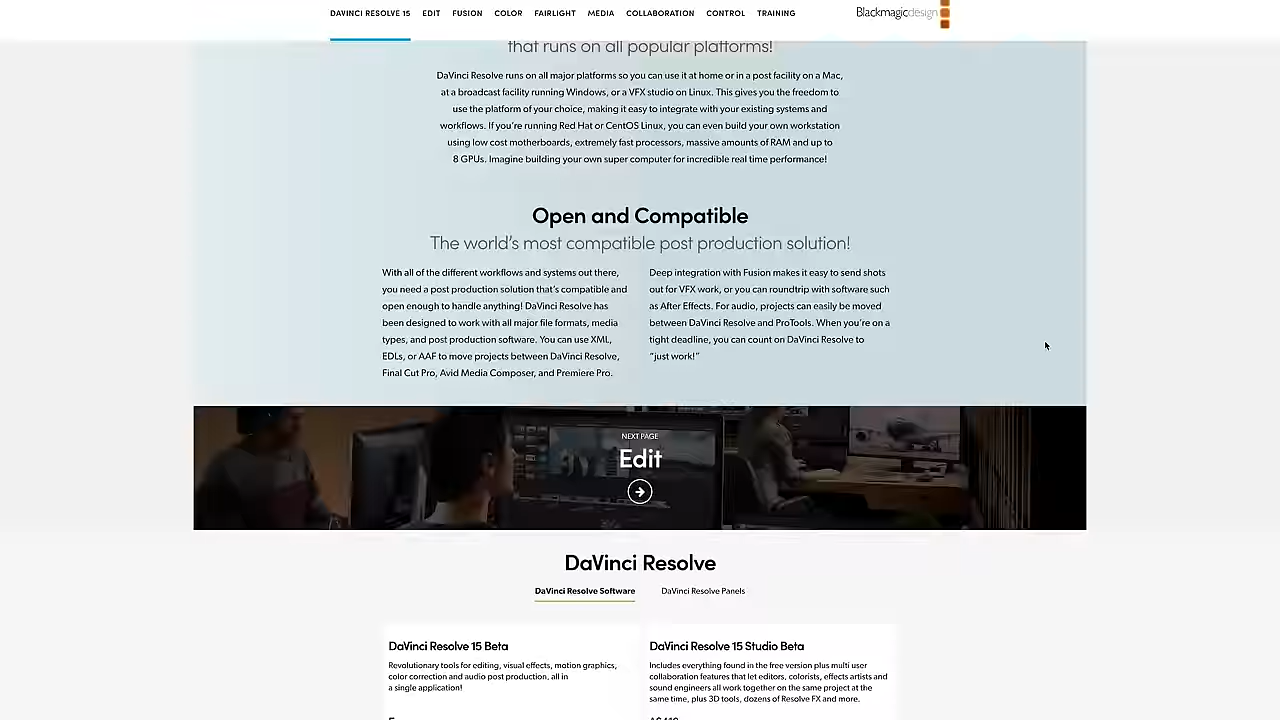 DAVINCI RESOLVE 15 EDIT FUSION COLOR FAIRLIGHT MEDIA COLLABORATION CONTROL TRAINING
Blackmagicdesign
that runs on all popular platforms!
DaVinci Resolve runs on all major platforms so you can use it at home or in a post facility on a Mac,
at a broadcast facility running Windows, or a VFX studio on Linux. This gives you the freedom to
use the platform of your choice, making it easy to integrate with your existing systems and
workflows. If you're running Red Hat or CentOS Linux, you can even build your own workstation
using low cost motherboards, extremely fast processors, massive amounts of RAM and up to
8 GPUs. Imagine building your own super computer for incredible real time performance!
Open and Compatible
The world's most compatible post production solution!
With all of the different workflows and systems out there,
you need a post production solution that's compatible and
open enough to handle anything! DaVinci Resolve has
been designed to work with all major file formats, media
types, and post production software. You can use XML,
EDLs, or AAF to move projects between DaVinci Resolve,
Final Cut Pro, Avid Media Composer, and Premiere Pro.
Deep integration with Fusion makes it easy to send shots
out for VFX work, or you can roundtrip with software such
as After Effects. For audio, projects can easily be moved
between DaVinci Resolve and ProTools. When you're on a
tight deadline, you can count on DaVinci Resolve to
"just work!"
NEXT PAGE
Edit
DaVinci Resolve
DaVinci Resolve Software DaVinci Resolve Panels
DaVinci Resolve 15 Beta
Revolutionary tools for editing, visual effects, motion graphics,
color correction and audio post production, all in
a single application!
DaVinci Resolve 15 Studio Beta
Includes everything found in the free version plus multi user
collaboration features that let editors, colorists, effects artists and
sound engineers all work together on the same project at the
same time, plus 3D tools, dozens of Resolve FX and more.